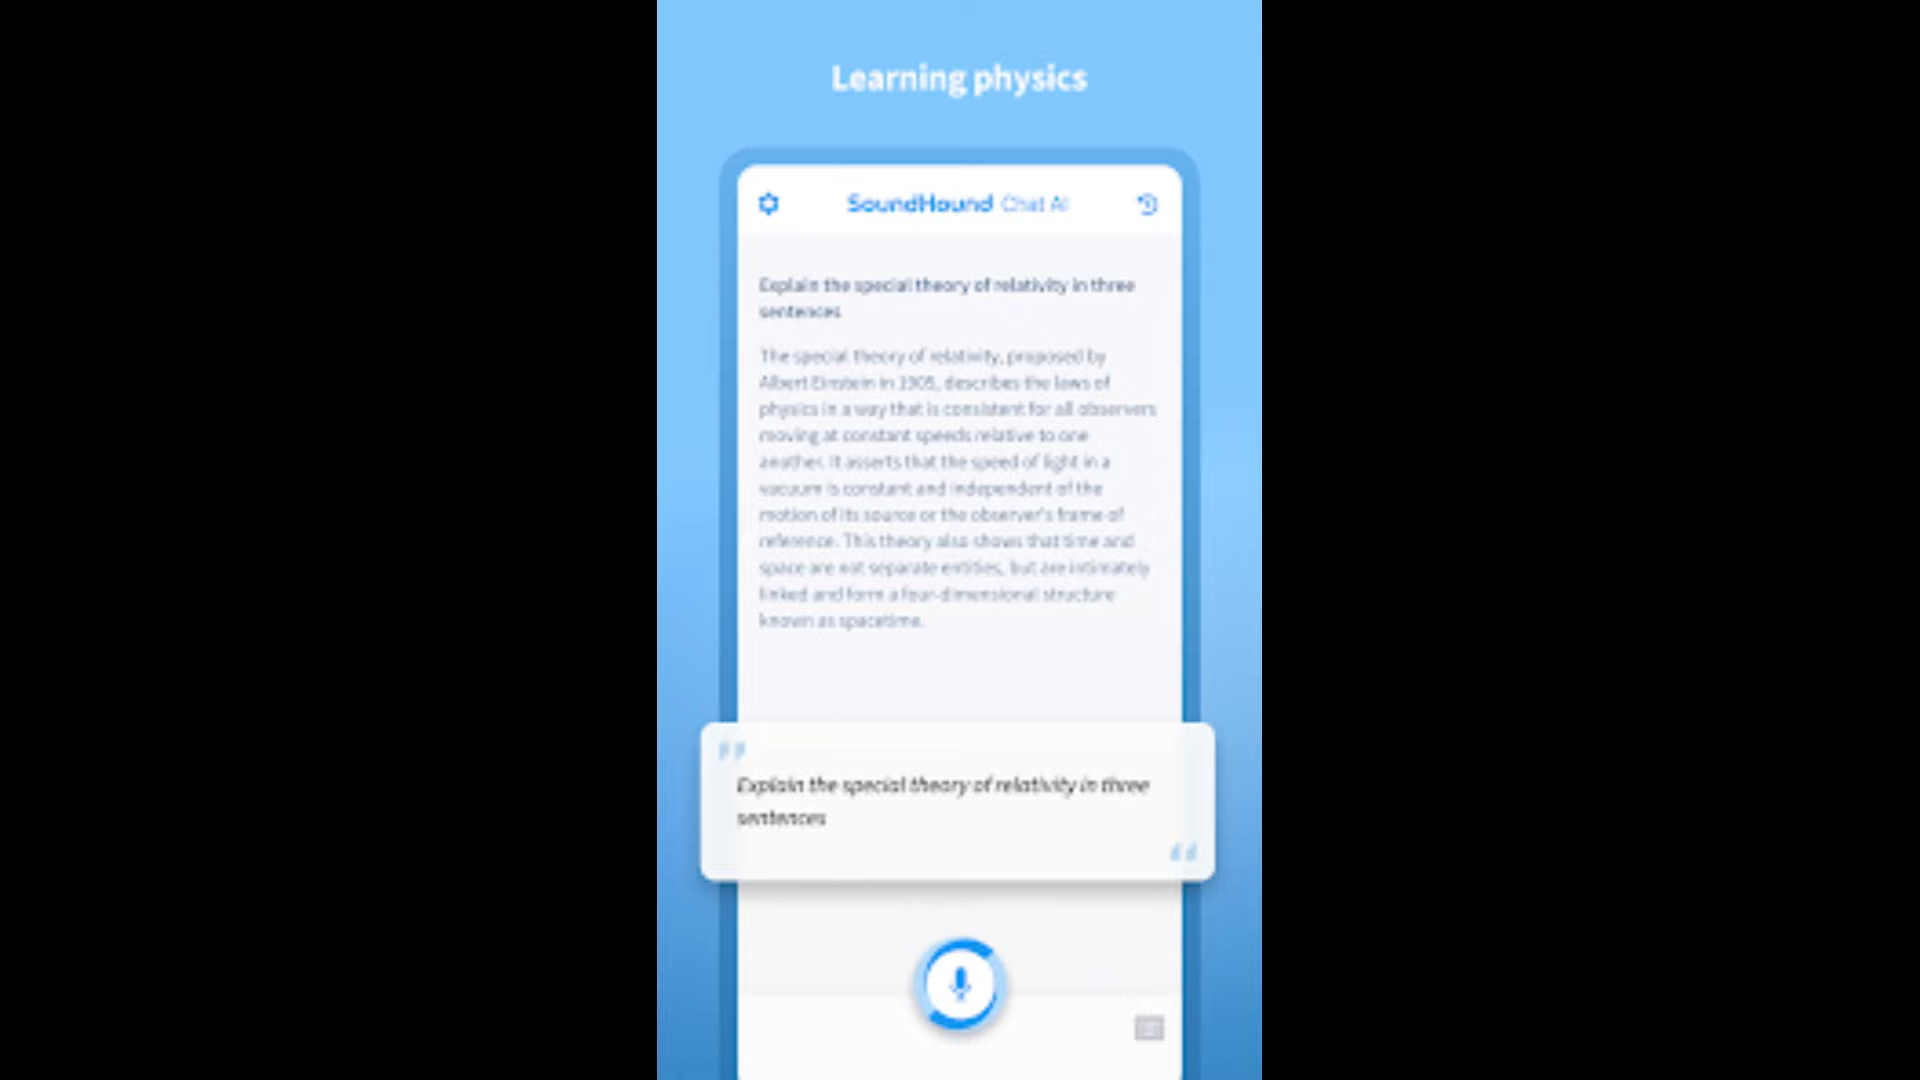 Learning physics
SoundHound Chat AI
Explain the special theory of relativity in three
sentences
The special theory of relativity, proposed by
Albert Einstein in 1905, describes the laws of
physics in a way that is consistent for all observers
moving at constant speeds relative to one
another. It asserts that the speed of light in a
vacuum is constant and independent of the
motion of its source or the observer's frame of
reference. This theory also shows that time and
space are not separate entities, but are intimately
linked and form a four-dimensional structure
known as spacetime.
"
Explain the special theory of relativity in three
sentences
"